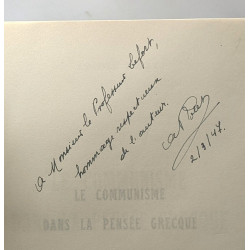 A Monsieur le Professeur Lefort,
hommage respectueux
de l'auteur.
2/9/47.
LE COMMUNISME
DANS LA PENSÉE GRECQUE